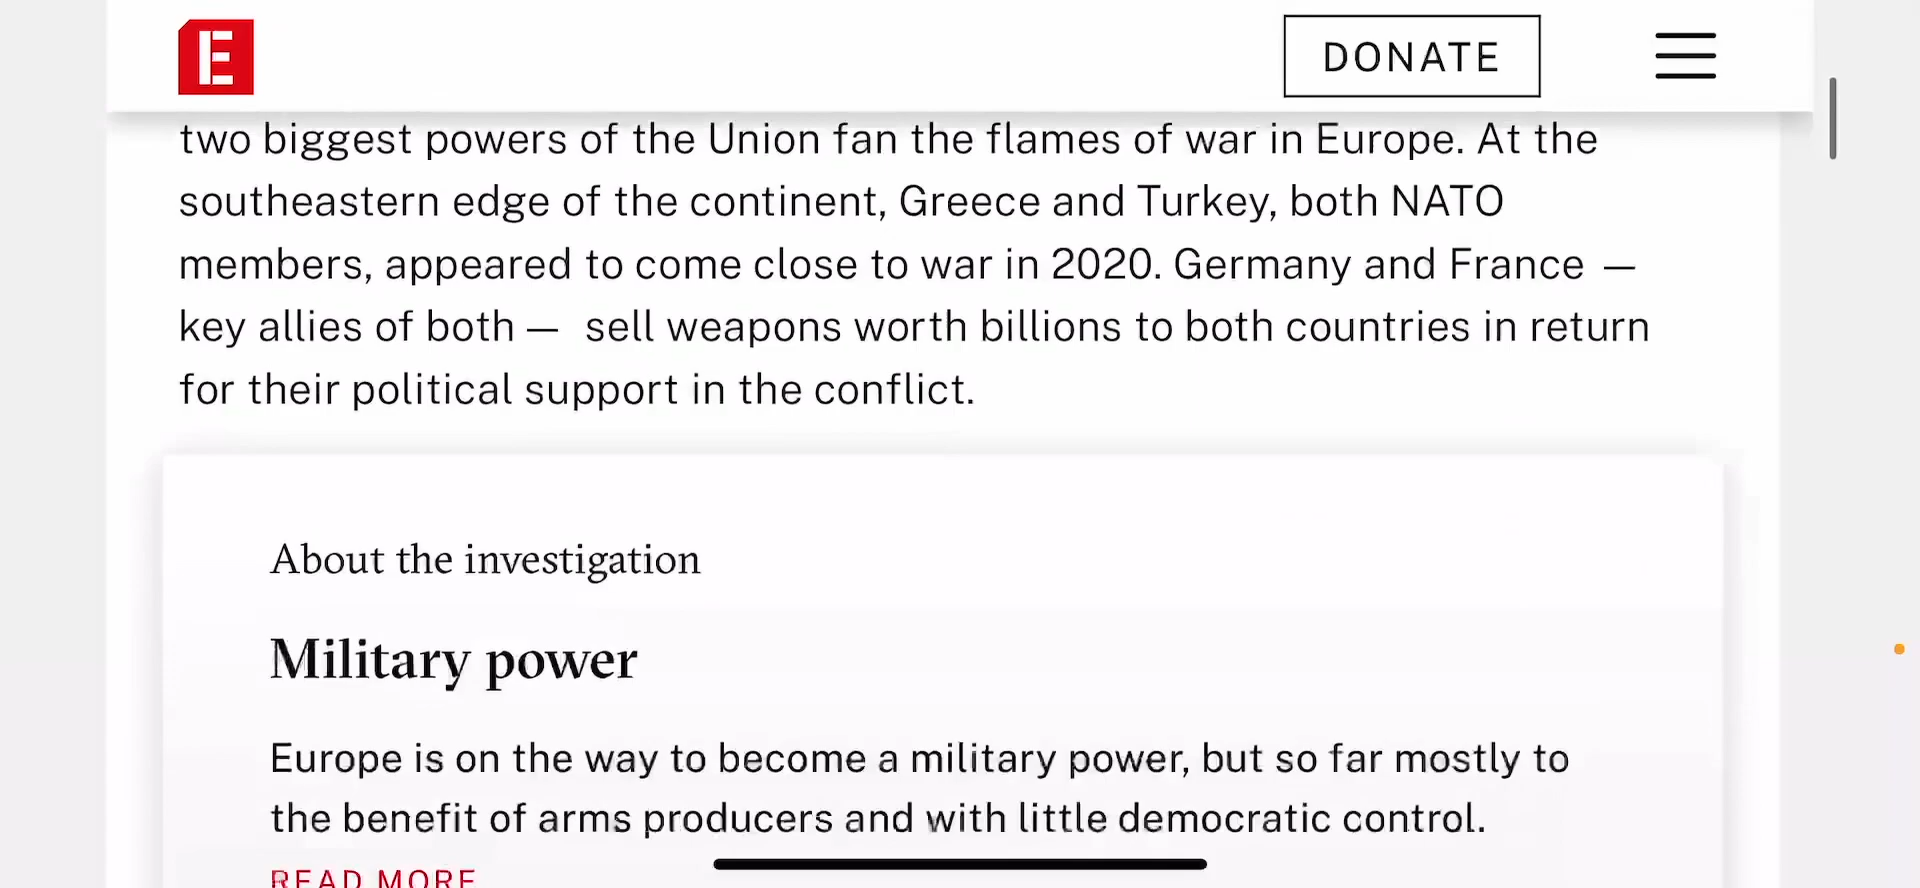 E
DONATE
two biggest powers of the Union fan the flames of war in Europe. At the
southeastern edge of the continent, Greece and Turkey, both NATO
members, appeared to come close to war in 2020. Germany and France —
key allies of both — sell weapons worth billions to both countries in return
for their political support in the conflict.
About the investigation
Military power
Europe is on the way to become a military power, but so far mostly to
the benefit of arms producers and with little democratic control.
READ MORE